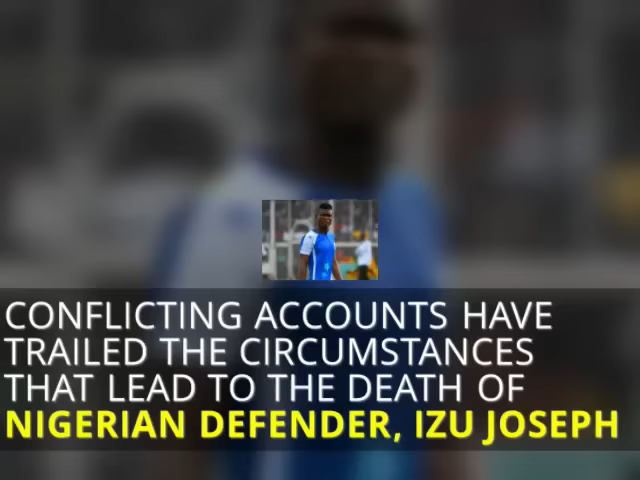 CONFLICTING ACCOUNTS HAVE
TRAILED THE CIRCUMSTANCES
THAT LEAD TO THE DEATH OF
NIGERIAN DEFENDER, IZU JOSEPH